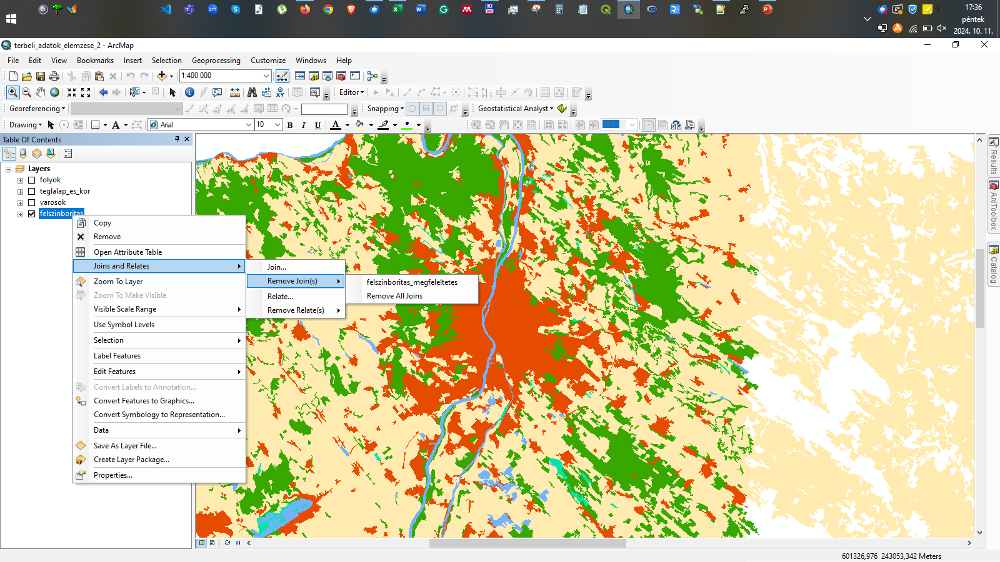 17:36
péntek
2024. 10. 11.
terbeli_adatok_elemzese_2 - ArcMap
File Edit View Bookmarks Insert Selection Geoprocessing Customize Windows Help
1:400 000
Editor
Georeferencing
Snapping
Geostatistical Analyst
Drawing
Arial
10
B I U
A
100%
Table Of Contents
Layers
folyok
teglalap_es_kor
varosok
felszinboritas
Copy
Remove
Open Attribute Table
Joins and Relates
Zoom To Layer
Zoom To Make Visible
Visible Scale Range
Use Symbol Levels
Selection
Label Features
Edit Features
Convert Labels to Annotation...
Convert Features to Graphics...
Convert Symbology to Representation...
Data
Save As Layer File...
Create Layer Package...
Properties...
Join...
Remove Join(s)
Relate...
Remove Relate(s)
felszinboritas_megfeleltetes
Remove All Joins
Results
ArcToolbox
Catalog
601326,976 243053,342 Meters